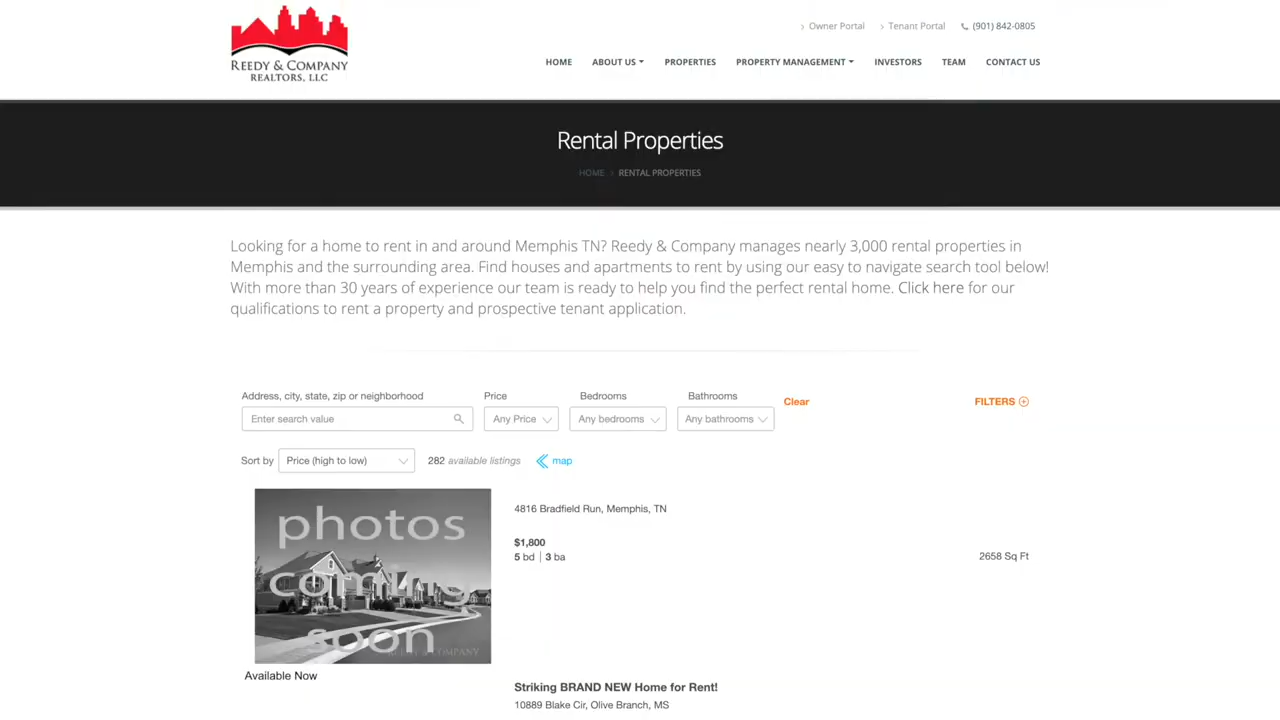 REEDY & COMPANY
REALTORS, LLC
Owner Portal
Tenant Portal
(901) 842-0805
HOME
ABOUT US
PROPERTIES
PROPERTY MANAGEMENT
INVESTORS
TEAM
CONTACT US
Rental Properties
HOME
RENTAL PROPERTIES
Looking for a home to rent in and around Memphis TN? Reedy & Company manages nearly 3,000 rental properties in
Memphis and the surrounding area. Find houses and apartments to rent by using our easy to navigate search tool below!
With more than 30 years of experience our team is ready to help you find the perfect rental home. Click here for our
qualifications to rent a property and prospective tenant application.
Address, city, state, zip or neighborhood
Price
Bedrooms
Bathrooms
Clear
FILTERS
Enter search value
Any Price
Any bedrooms
Any bathrooms
Sort by
Price (high to low)
282 available listings
map
photos
coming
soon
REEDY & COMPANY
Available Now
4816 Bradfield Run, Memphis, TN
$1,800
5 bd | 3 ba
2658 Sq Ft
Striking BRAND NEW Home for Rent!
10889 Blake Cir, Olive Branch, MS